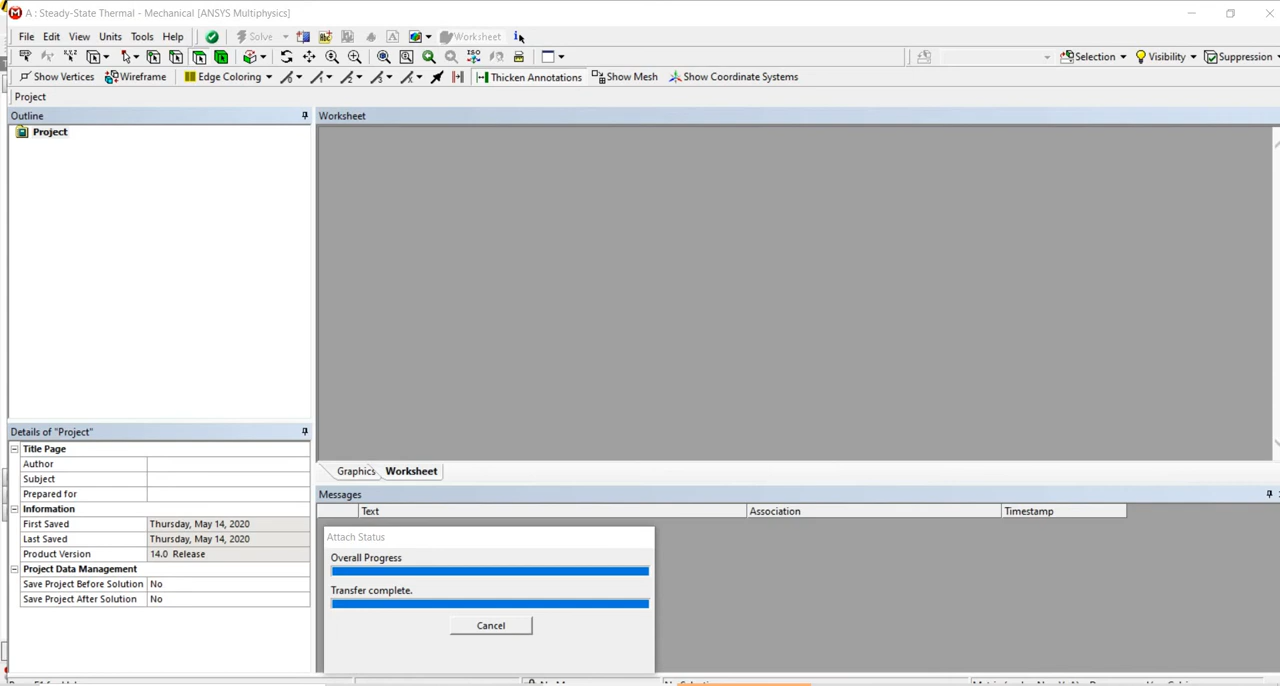 A : Steady-State Thermal - Mechanical [ANSYS Multiphysics]
File Edit View Units Tools Help Solve Worksheet
Selection Visibility Suppression
Show Vertices Wireframe Edge Coloring Thicken Annotations Show Mesh Show Coordinate Systems
Project
Outline
Project
Worksheet
Details of "Project"
Title Page
Author
Subject
Prepared for
Information
First Saved Thursday, May 14, 2020
Last Saved Thursday, May 14, 2020
Product Version 14.0 Release
Project Data Management
Save Project Before Solution No
Save Project After Solution No
Graphics Worksheet
Messages
Text Association Timestamp
Attach Status
Overall Progress
Transfer complete.
Cancel